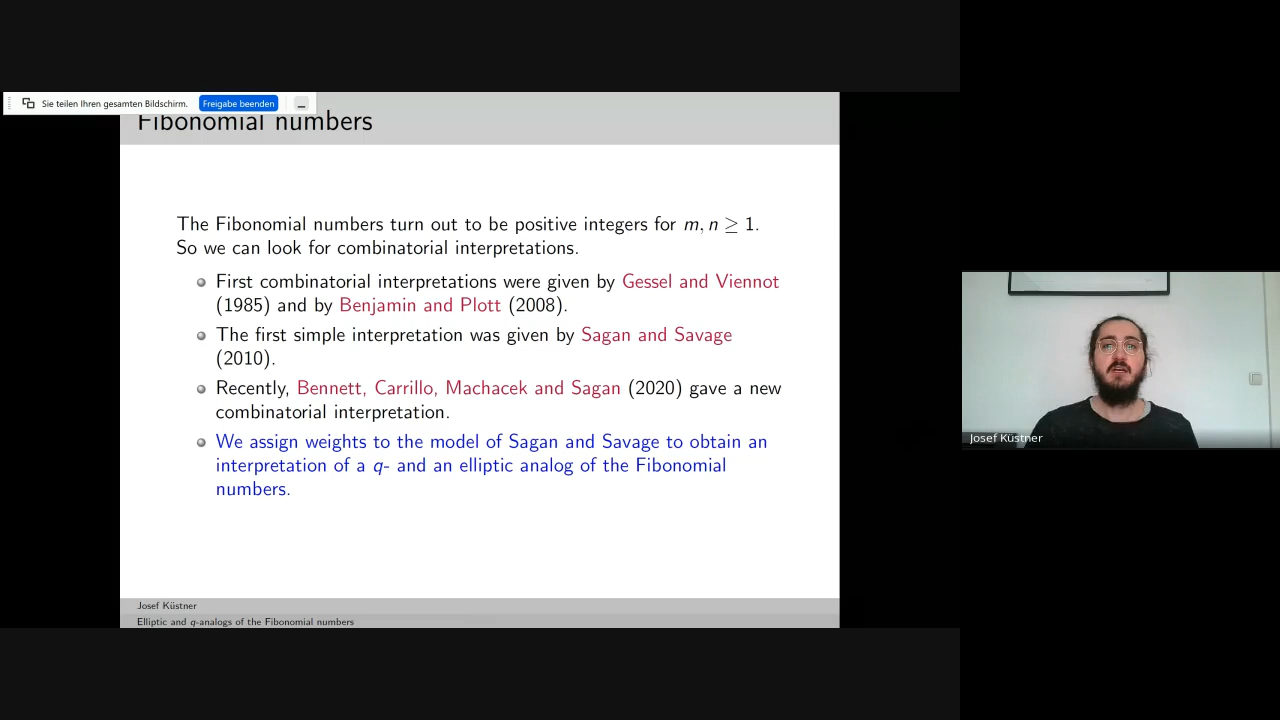 Sie teilen Ihren gesamten Bildschirm. Freigabe beenden
Fibonomial numbers
The Fibonomial numbers turn out to be positive integers for m, n ≥ 1.
So we can look for combinatorial interpretations.
First combinatorial interpretations were given by Gessel and Viennot
(1985) and by Benjamin and Plott (2008).
The first simple interpretation was given by Sagan and Savage
(2010).
Recently, Bennett, Carrillo, Machacek and Sagan (2020) gave a new
combinatorial interpretation.
We assign weights to the model of Sagan and Savage to obtain an
interpretation of a q- and an elliptic analog of the Fibonomial
numbers.
Josef Küstner
Elliptic and q-analogs of the Fibonomial numbers
Josef Küstner